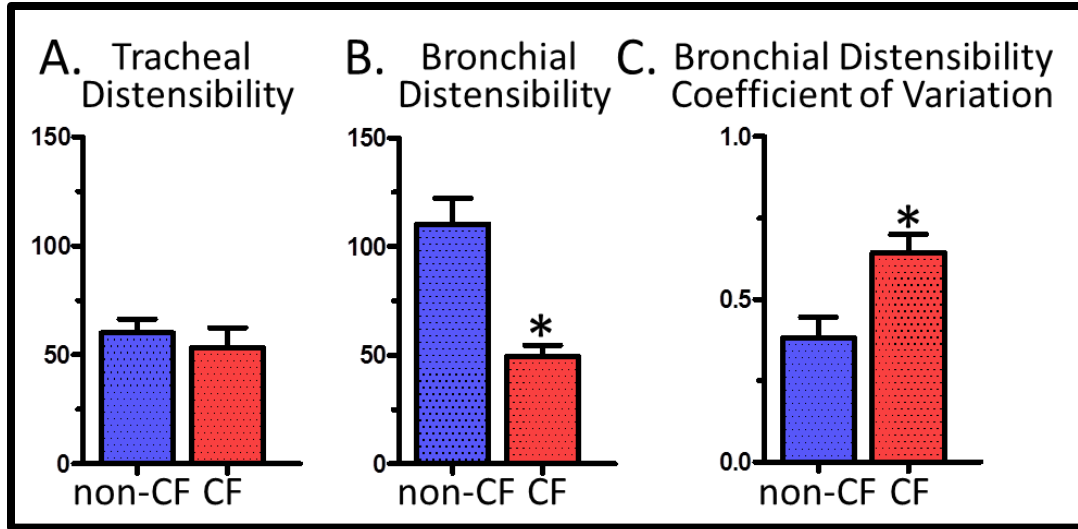 A. Tracheal
Distensibility
150
100
50
0
non-CF CF
B. Bronchial
Distensibility
150
100
50
*
0
non-CF CF
C. Bronchial Distensibility
Coefficient of Variation
1.0
*
0.5
0.0
non-CF CF